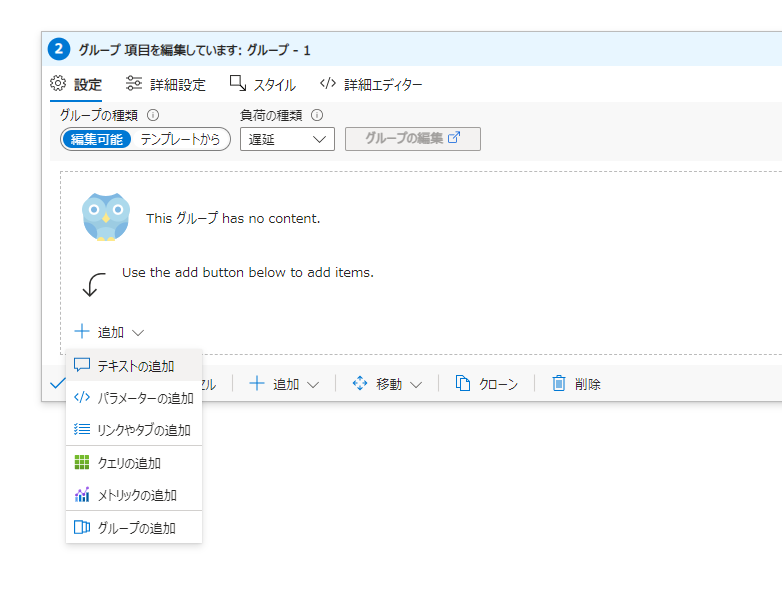 2 グループ 項目を編集しています: グループ - 1
設定 詳細設定 スタイル 詳細エディター
グループの種類 負荷の種類
編集可能 テンプレートから 遅延 グループの編集
This グループ has no content.
Use the add button below to add items.
追加
テキストの追加
セル 追加 移動 クローン 削除
パラメーターの追加
リンクやタブの追加
クエリの追加
メトリックの追加
グループの追加